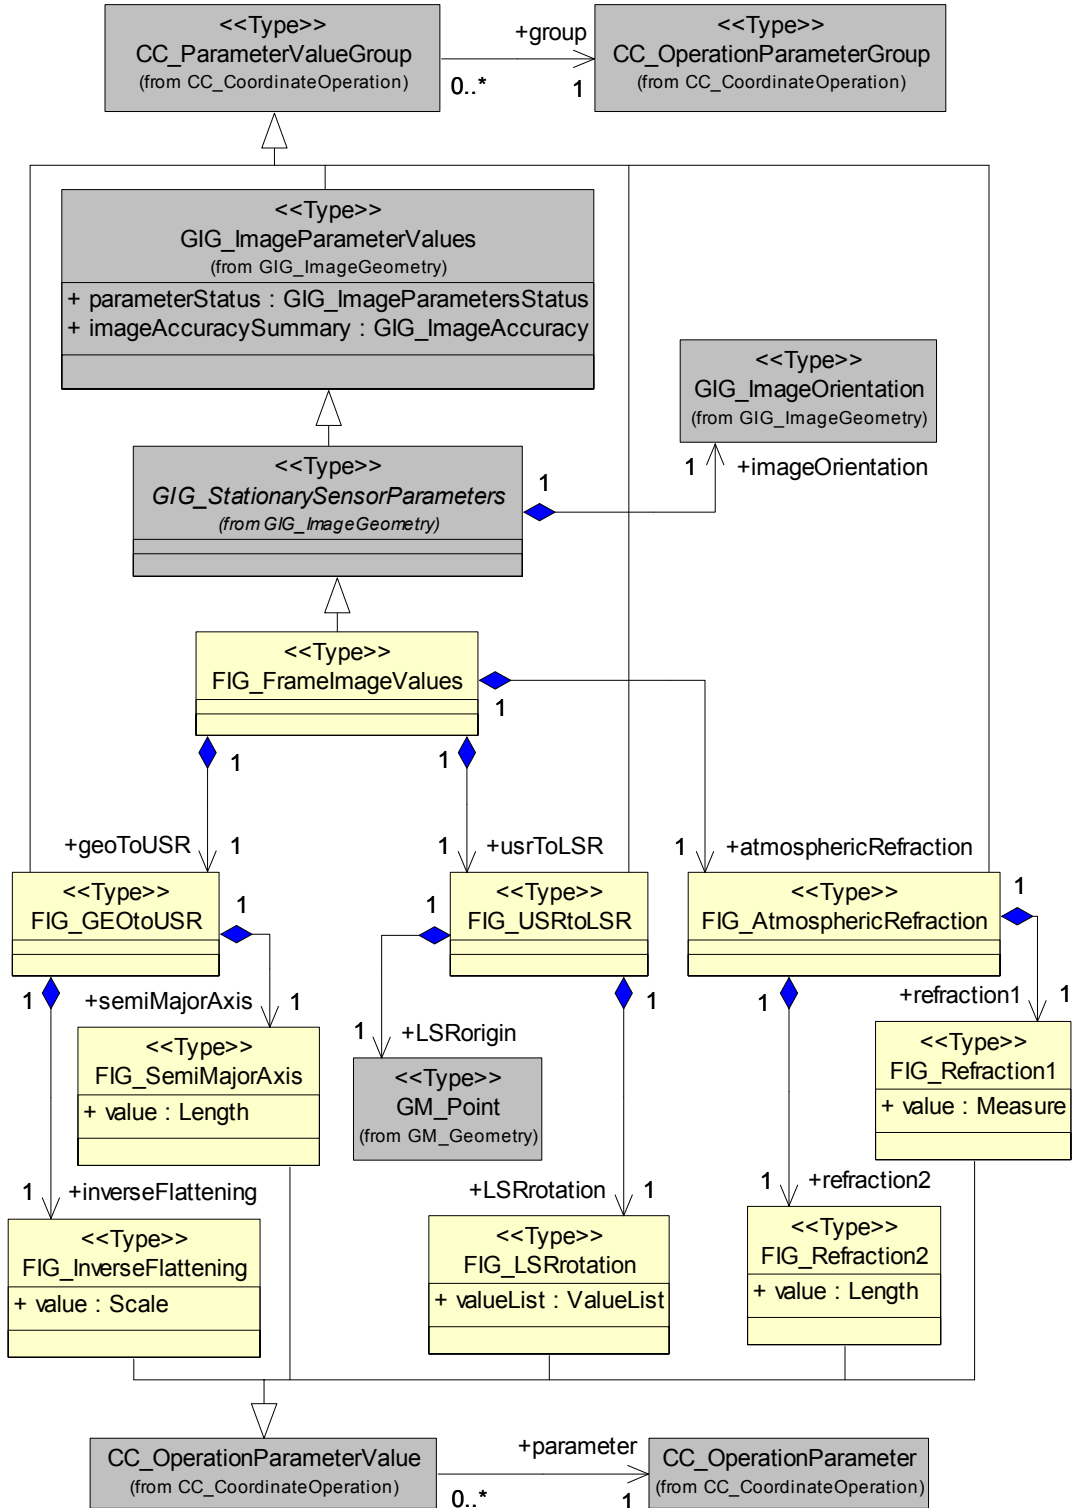 <<Type>>
CC_ParameterValueGroup
(from CC_CoordinateOperation)
+group
0..*
1
<<Type>>
CC_OperationParameterGroup
(from CC_CoordinateOperation)
<<Type>>
GIG_ImageParameterValues
(from GIG_ImageGeometry)
+ parameterStatus : GIG_ImageParametersStatus
+ imageAccuracySummary : GIG_ImageAccuracy
<<Type>>
GIG_ImageOrientation
(from GIG_ImageGeometry)
1
+imageOrientation
<<Type>>
GIG_StationarySensorParameters
(from GIG_ImageGeometry)
1
<<Type>>
FIG_FrameImageValues
1
1
1
+geoToUSR
1
1
+usrToLSR
1
+atmosphericRefraction
<<Type>>
FIG_GEOtoUSR
1
<<Type>>
FIG_USRtoLSR
1
<<Type>>
FIG_AtmosphericRefraction
1
1
+semiMajorAxis
1
1
1
+refraction1
1
<<Type>>
FIG_SemiMajorAxis
+ value : Length
1
+LSRorigin
<<Type>>
GM_Point
(from GM_Geometry)
<<Type>>
FIG_Refraction1
+ value : Measure
1
+inverseFlattening
+LSRrotation
1
1
+refraction2
<<Type>>
FIG_InverseFlattening
+ value : Scale
<<Type>>
FIG_LSRrotation
+ valueList : ValueList
<<Type>>
FIG_Refraction2
+ value : Length
CC_OperationParameterValue
(from CC_CoordinateOperation)
+parameter
0..*
1
CC_OperationParameter
(from CC_CoordinateOperation)